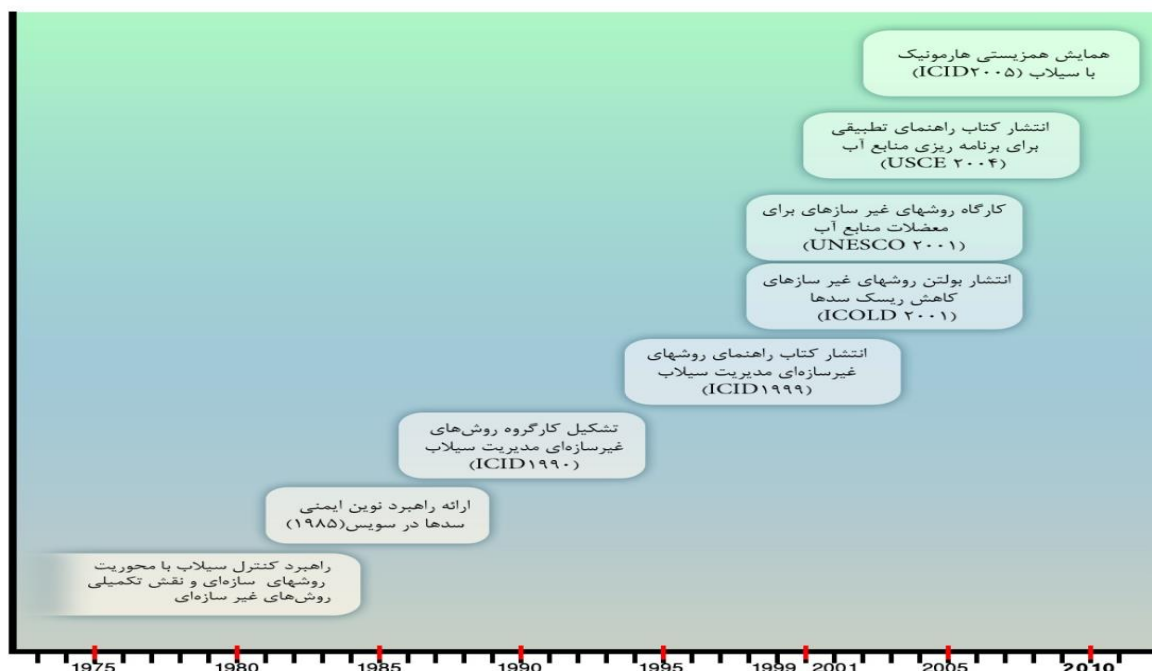 همایش همزیستی هارمونیک
با سیلاب (ICID۲۰۰۵)
انتشار کتاب راهنمای تطبیقی
برای برنامه ریزی منابع آب
(USCE ۲۰۰۴)
کارگاه روشهای غیر سازهای برای
معضلات منابع آب
(UNESCO ۲۰۰۱)
انتشار بولتن روشهای غیر سازهای
کاهش ریسک سدها
(ICOLD ۲۰۰۱)
انتشار کتاب راهنمای روشهای
غیرسازه‌ای مدیریت سیلاب
(ICID۱۹۹۹)
تشکیل کارگروه روش‌های
غیرسازه‌ای مدیریت سیلاب
(ICID۱۹۹۰)
ارائه راهبرد نوین ایمنی
سدها در سویس(۱۹۸۵)
راهبرد کنترل سیلاب با محوریت
روشهای سازه‌ای و نقش تکمیلی
روش‌های غیر سازه‌ای
1975 1980 1985 1990 1995 1999 2001 2005 2010